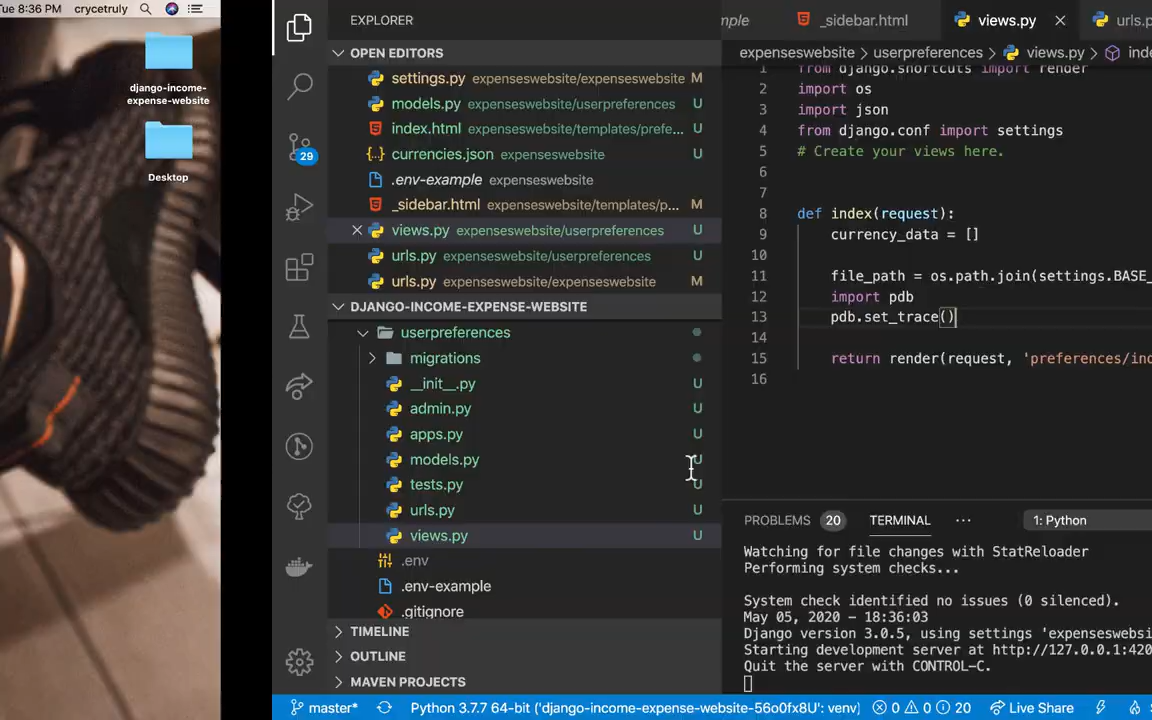 Tue 8:36 PM crycetruly
django-income-
expense-website
Desktop
EXPLORER
OPEN EDITORS
settings.py expenseswebsite/expenseswebsite M
models.py expenseswebsite/userpreferences U
index.html expenseswebsite/templates/prefe... U
{..} currencies.json expenseswebsite U
.env-example expenseswebsite
_sidebar.html expenseswebsite/templates/p... M
views.py expenseswebsite/userpreferences U
urls.py expenseswebsite/userpreferences U
urls.py expenseswebsite/expenseswebsite M
29
DJANGO-INCOME-EXPENSE-WEBSITE
userpreferences
migrations
__init__.py U
admin.py U
apps.py U
models.py U
tests.py U
urls.py U
views.py U
.env
.env-example
.gitignore
TIMELINE
OUTLINE
MAVEN PROJECTS
_sidebar.html views.py urls.p
expenseswebsite > userpreferences > views.py > inde
1 from django.shortcuts import render
2 import os
3 import json
4 from django.conf import settings
5 # Create your views here.
6
7
8 def index(request):
9 currency_data = []
10
11 file_path = os.path.join(settings.BASE_
12 import pdb
13 pdb.set_trace()
14
15 return render(request, 'preferences/ind
16
PROBLEMS 20 TERMINAL ... 1: Python
Watching for file changes with StatReloader
Performing system checks...
System check identified no issues (0 silenced).
May 05, 2020 - 18:36:03
Django version 3.0.5, using settings 'expenseswebsi
Starting development server at http://127.0.0.1:420
Quit the server with CONTROL-C.
master* Python 3.7.7 64-bit ('django-income-expense-website-56o0fx8U': venv) 0 0 20 Live Share